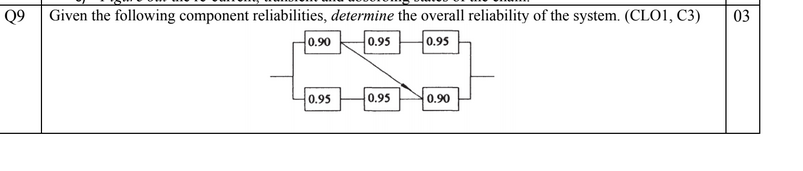 Q9 Given the following component reliabilities, determine the overall reliability of the system. (CLO1, C3) 03
0.90 0.95 0.95
0.95 0.95 0.90